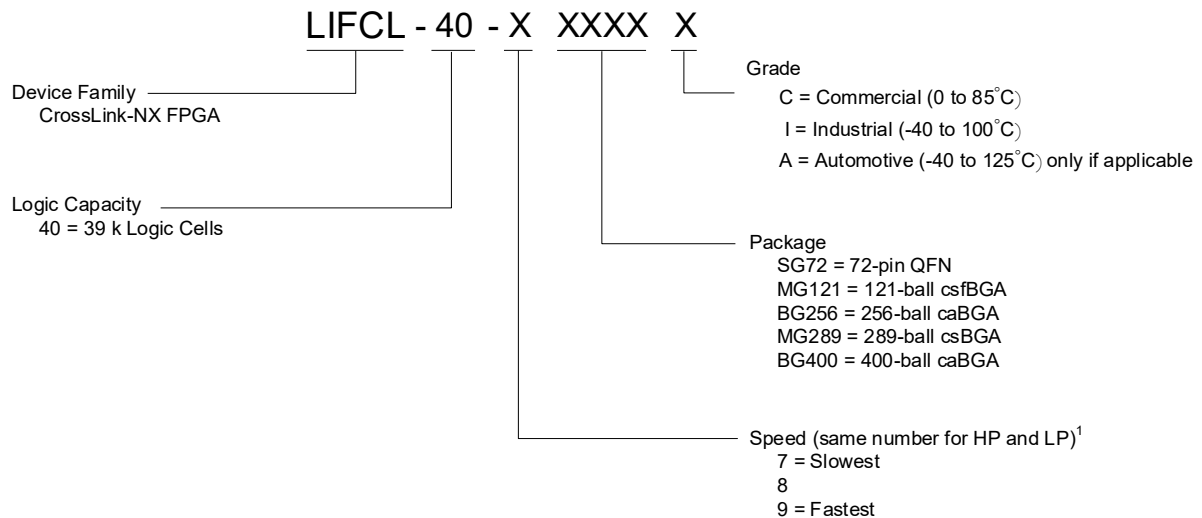 LIFCL - 40 - X XXXX X
Device Family
CrossLink-NX FPGA
Logic Capacity
40 = 39 k Logic Cells
Grade
C = Commercial (0 to 85°C)
I = Industrial (-40 to 100°C)
A = Automotive (-40 to 125°C) only if applicable
Package
SG72 = 72-pin QFN
MG121 = 121-ball csfBGA
BG256 = 256-ball caBGA
MG289 = 289-ball csBGA
BG400 = 400-ball caBGA
Speed (same number for HP and LP)¹
7 = Slowest
8
9 = Fastest